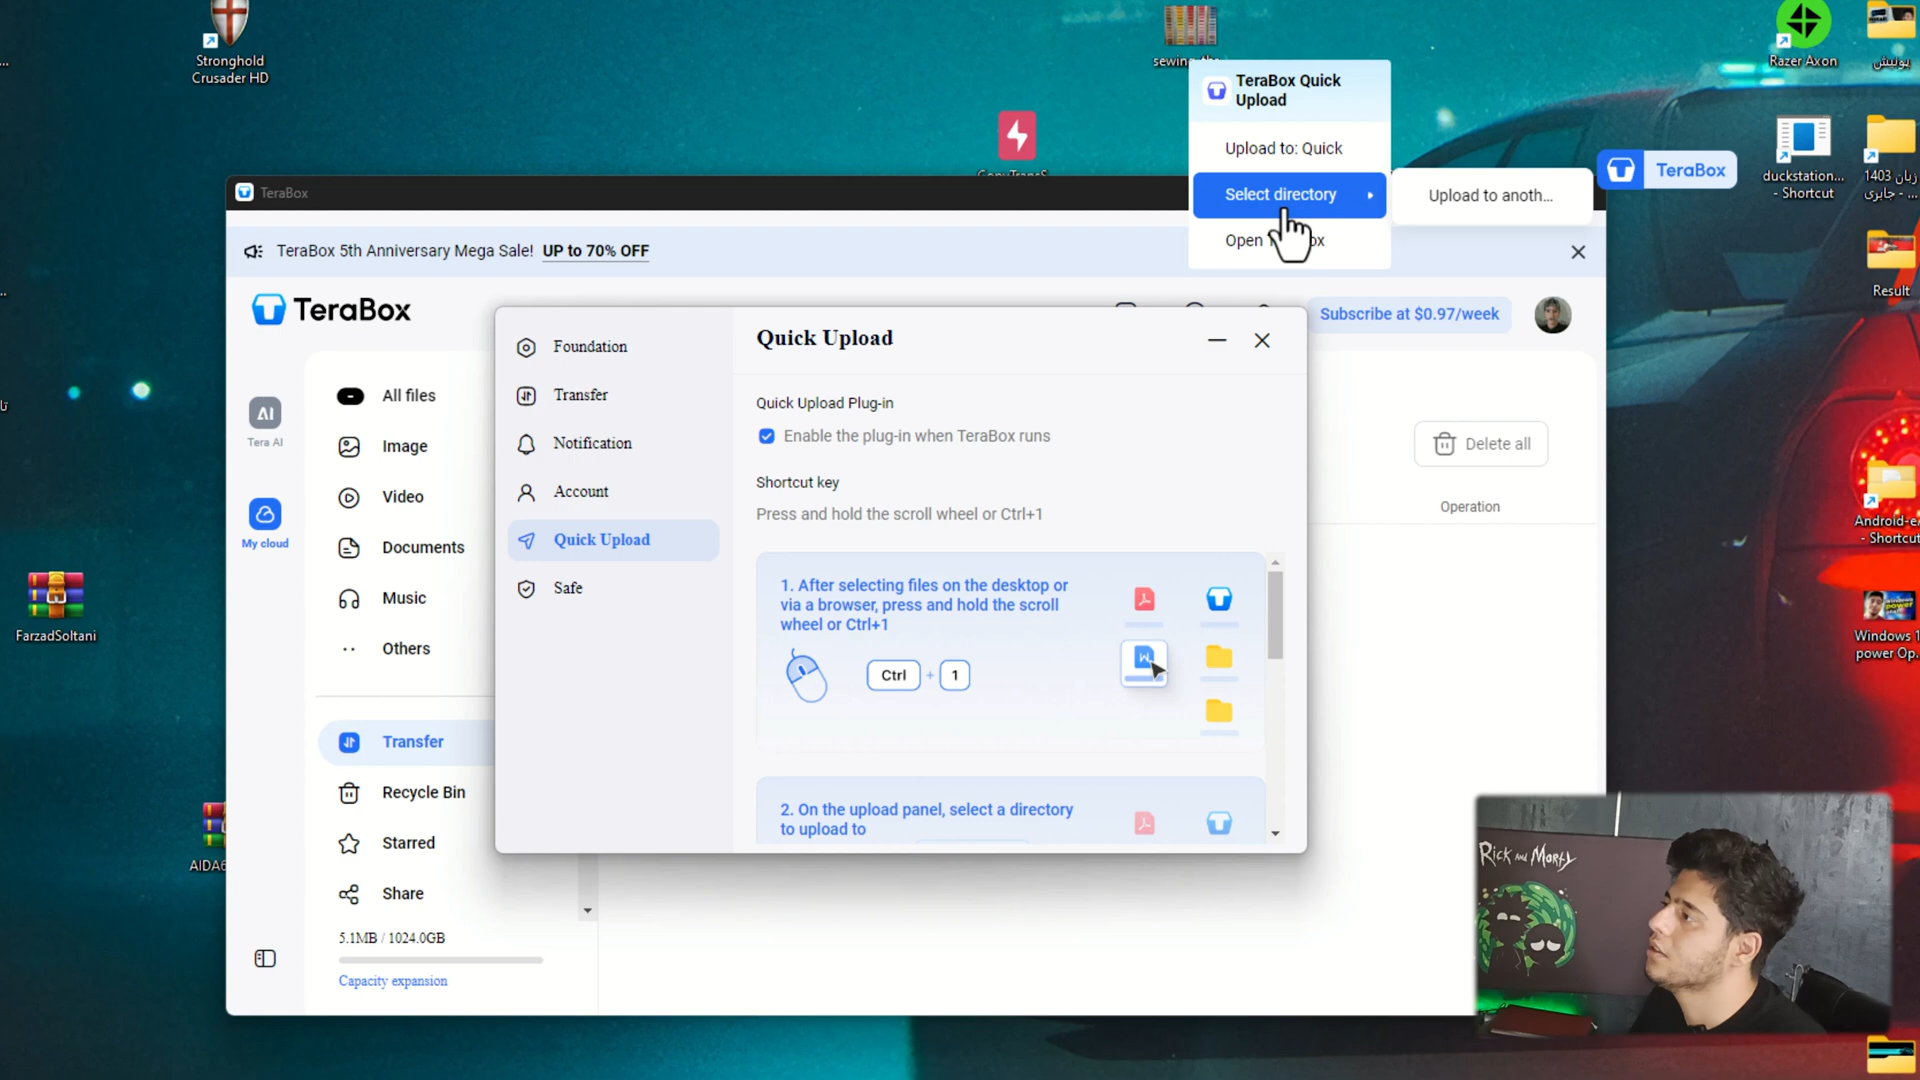 Stronghold
Crusader HD
TeraBox Quick
Upload
Upload to: Quick
Select directory
Upload to anoth...
Open
TeraBox
Razer Axon
پولیش
duckstation...
- Shortcut
زبان 1403
جابری - ...
Result
Android-e
- Shortcut
Windows 1
power Op.
FarzadSoltani
TeraBox
TeraBox 5th Anniversary Mega Sale! UP to 70% OFF
TeraBox
Subscribe at $0.97/week
AI
Tera AI
My cloud
All files
Image
Video
Documents
Music
Others
Transfer
Recycle Bin
Starred
Share
5.1MB / 1024.0GB
Capacity expansion
Foundation
Transfer
Notification
Account
Quick Upload
Safe
Quick Upload
Quick Upload Plug-in
Enable the plug-in when TeraBox runs
Shortcut key
Press and hold the scroll wheel or Ctrl+1
1. After selecting files on the desktop or
via a browser, press and hold the scroll
wheel or Ctrl+1
Ctrl + 1
W
2. On the upload panel, select a directory
to upload to
Delete all
Operation
Rick and Morty